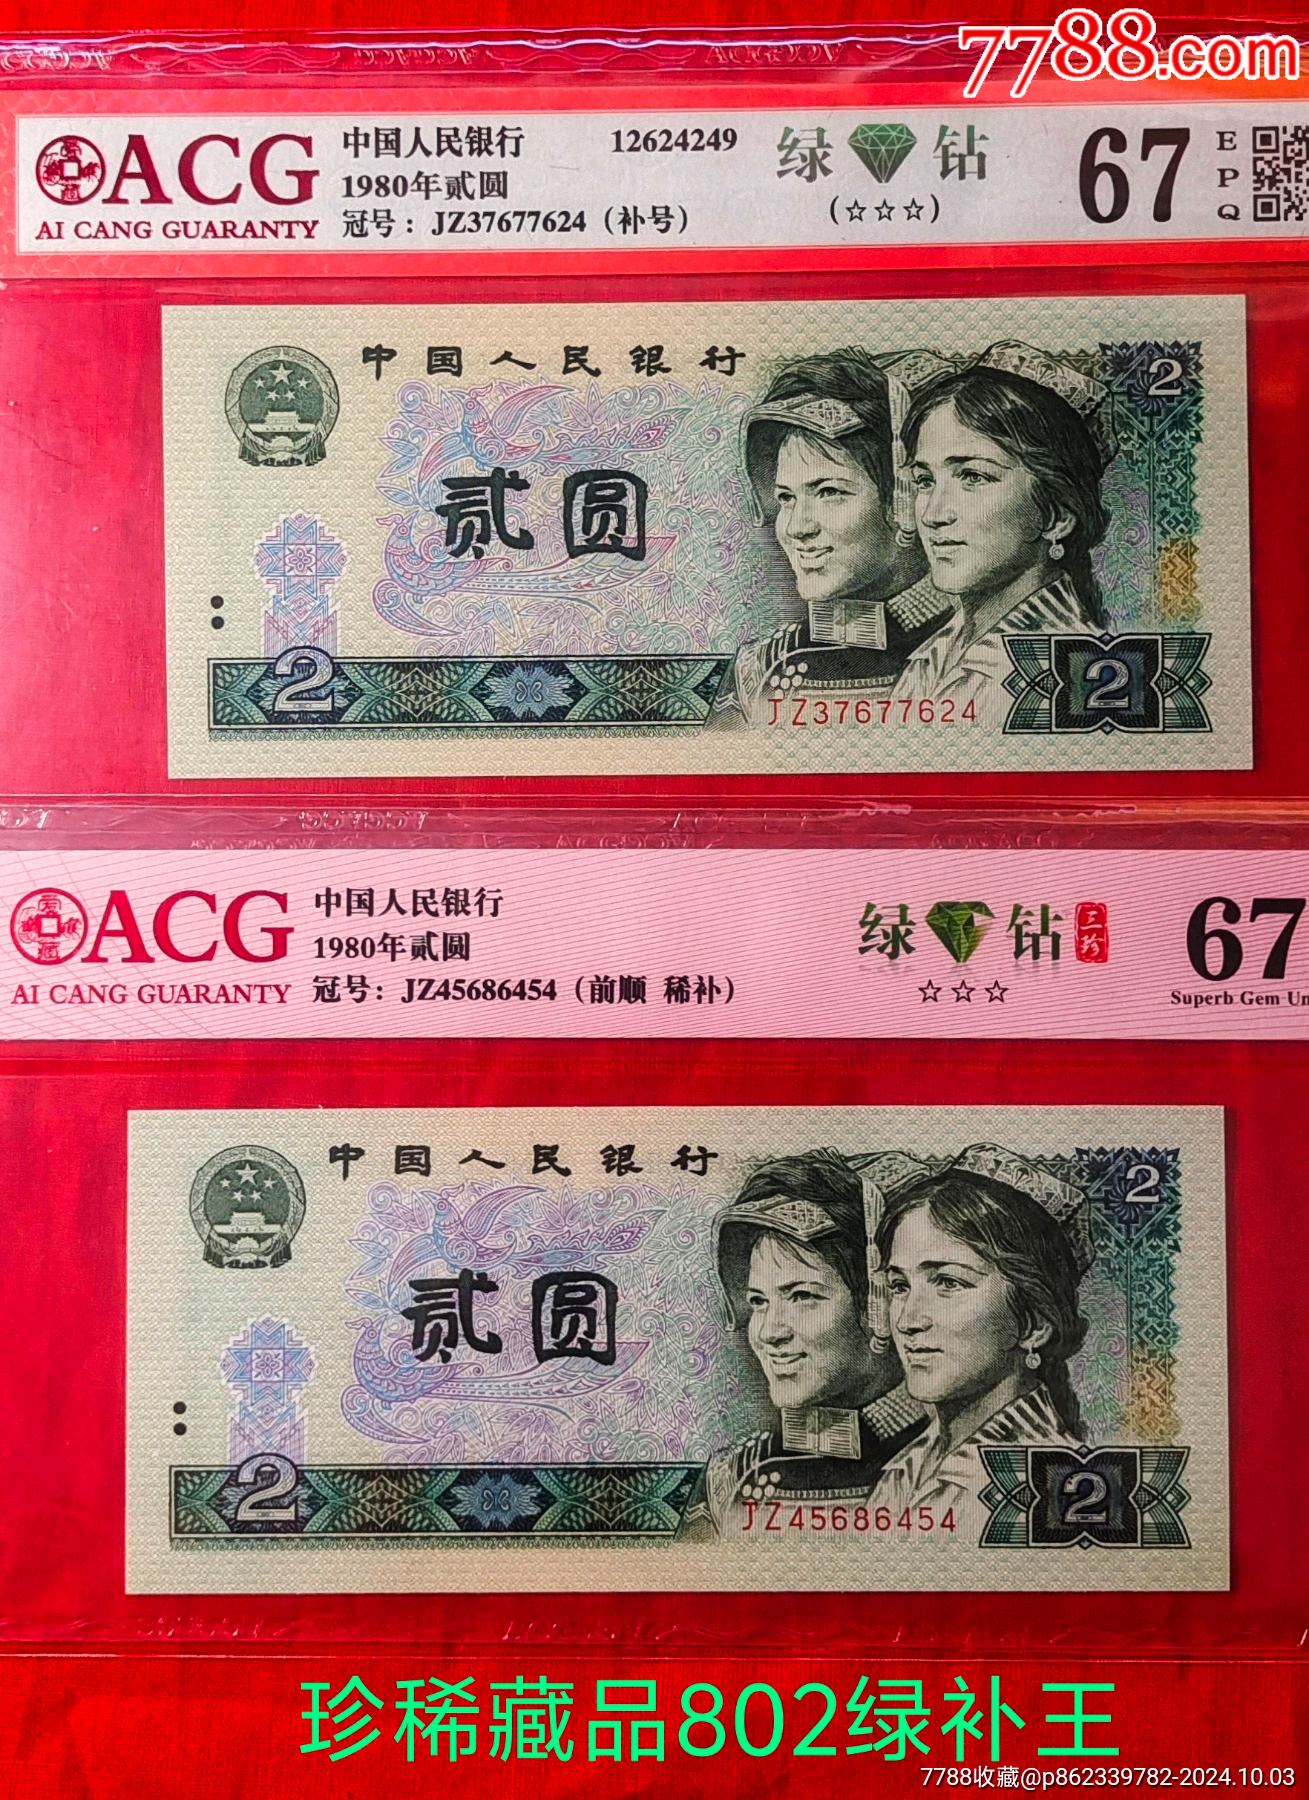 7788.com
ACG
AI CANG GUARANTY
中国人民银行 12624249
1980年贰圆
冠号：JZ37677624（补号）
绿 钻
(☆☆☆)
67
E
P
Q
中国人民银行
2
贰圆
2
JZ37677624
2
ACG
AI CANG GUARANTY
中国人民银行
1980年贰圆
冠号：JZ45686454（前顺 稀补）
绿 钻
三珍
☆☆☆
67
Superb Gem Un
中国人民银行
2
贰圆
2
JZ45686454
2
珍稀藏品802绿补王
7788收藏@p862339782-2024.10.03